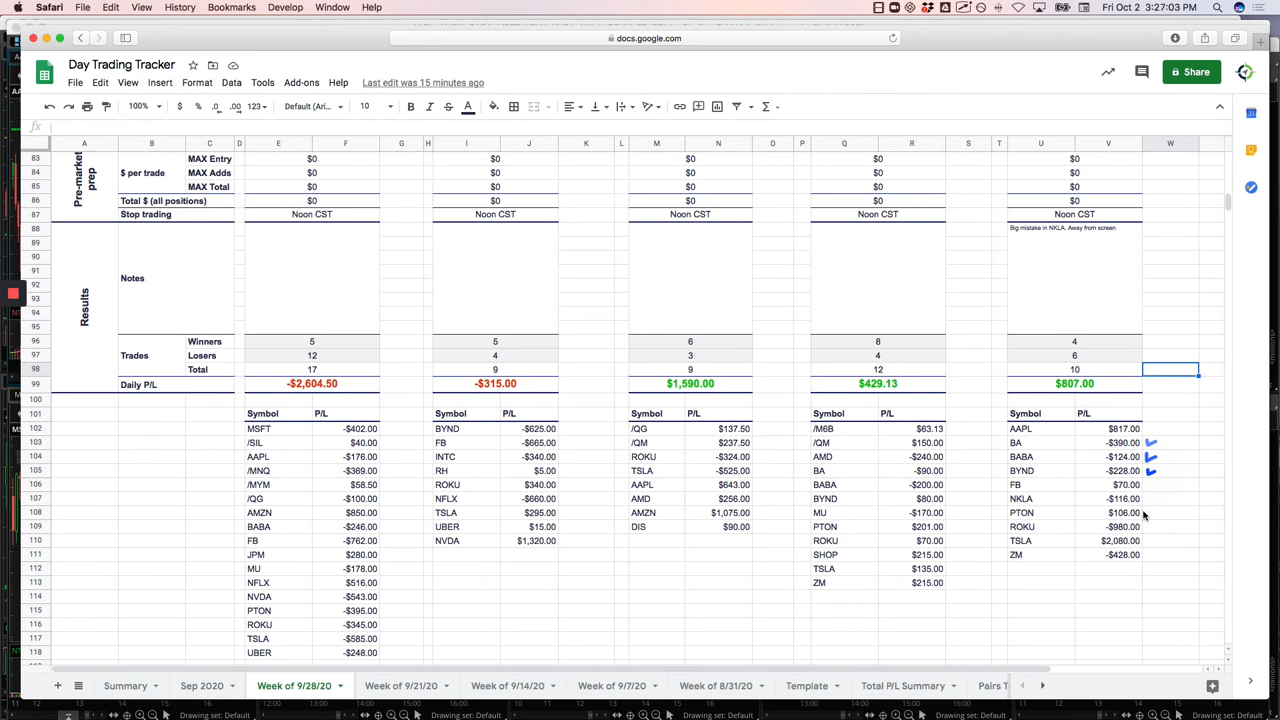 Safari File Edit View History Bookmarks Develop Window Help Fri Oct 2 3:27:03 PM
docs.google.com
Day Trading Tracker
File Edit View Insert Format Data Tools Add-ons Help Last edit was 15 minutes ago
Share
100% $ % .0 .00 123 Default (Ari... 10 B I S A
fx
A B C D E F G H I J K L M N O P Q R S T U V W
83 MAX Entry $0 $0 $0 $0 $0
84 $ per trade MAX Adds $0 $0 $0 $0 $0
85 MAX Total $0 $0 $0 $0 $0
Pre-market prep
86 Total $ (all positions) $0 $0 $0 $0 $0
87 Stop trading Noon CST Noon CST Noon CST Noon CST Noon CST
88 Big mistake in NKLA. Away from screen
89
90
91
Notes
92
Results
93
94
95
96 Winners 5 5 6 8 4
97 Trades Losers 12 4 3 4 6
98 Total 17 9 9 12 10
99 Daily P/L -$2,604.50 -$315.00 $1,590.00 $429.13 $807.00
100
101 Symbol P/L Symbol P/L Symbol P/L Symbol P/L Symbol P/L
102 MSFT -$402.00 BYND -$625.00 /QG $137.50 /M6B $63.13 AAPL $817.00
103 /SIL $40.00 FB -$665.00 /QM $237.50 /QM $150.00 BA -$390.00
104 AAPL -$176.00 INTC -$340.00 ROKU -$324.00 AMD -$240.00 BABA -$124.00
105 /MNQ -$369.00 RH $5.00 TSLA -$525.00 BA -$90.00 BYND -$228.00
106 /MYM $58.50 ROKU $340.00 AAPL $643.00 BABA -$200.00 FB $70.00
107 /QG -$100.00 NFLX -$660.00 AMD $256.00 BYND $80.00 NKLA -$116.00
108 AMZN $850.00 TSLA $295.00 AMZN $1,075.00 MU -$170.00 PTON $106.00
109 BABA -$246.00 UBER $15.00 DIS $90.00 PTON $201.00 ROKU -$980.00
110 FB -$762.00 NVDA $1,320.00 ROKU $70.00 TSLA $2,080.00
111 JPM $280.00 SHOP $215.00 ZM -$428.00
112 MU -$178.00 TSLA $135.00
113 NFLX $516.00 ZM $215.00
114 NVDA -$543.00
115 PTON -$395.00
116 ROKU -$345.00
117 TSLA -$585.00
118 UBER -$248.00
Summary Sep 2020 Week of 9/28/20 Week of 9/21/20 Week of 9/14/20 Week of 9/7/20 Week of 8/31/20 Template Total P/L Summary Pairs T
Drawing set: Default Drawing set: Default Drawing set: Default